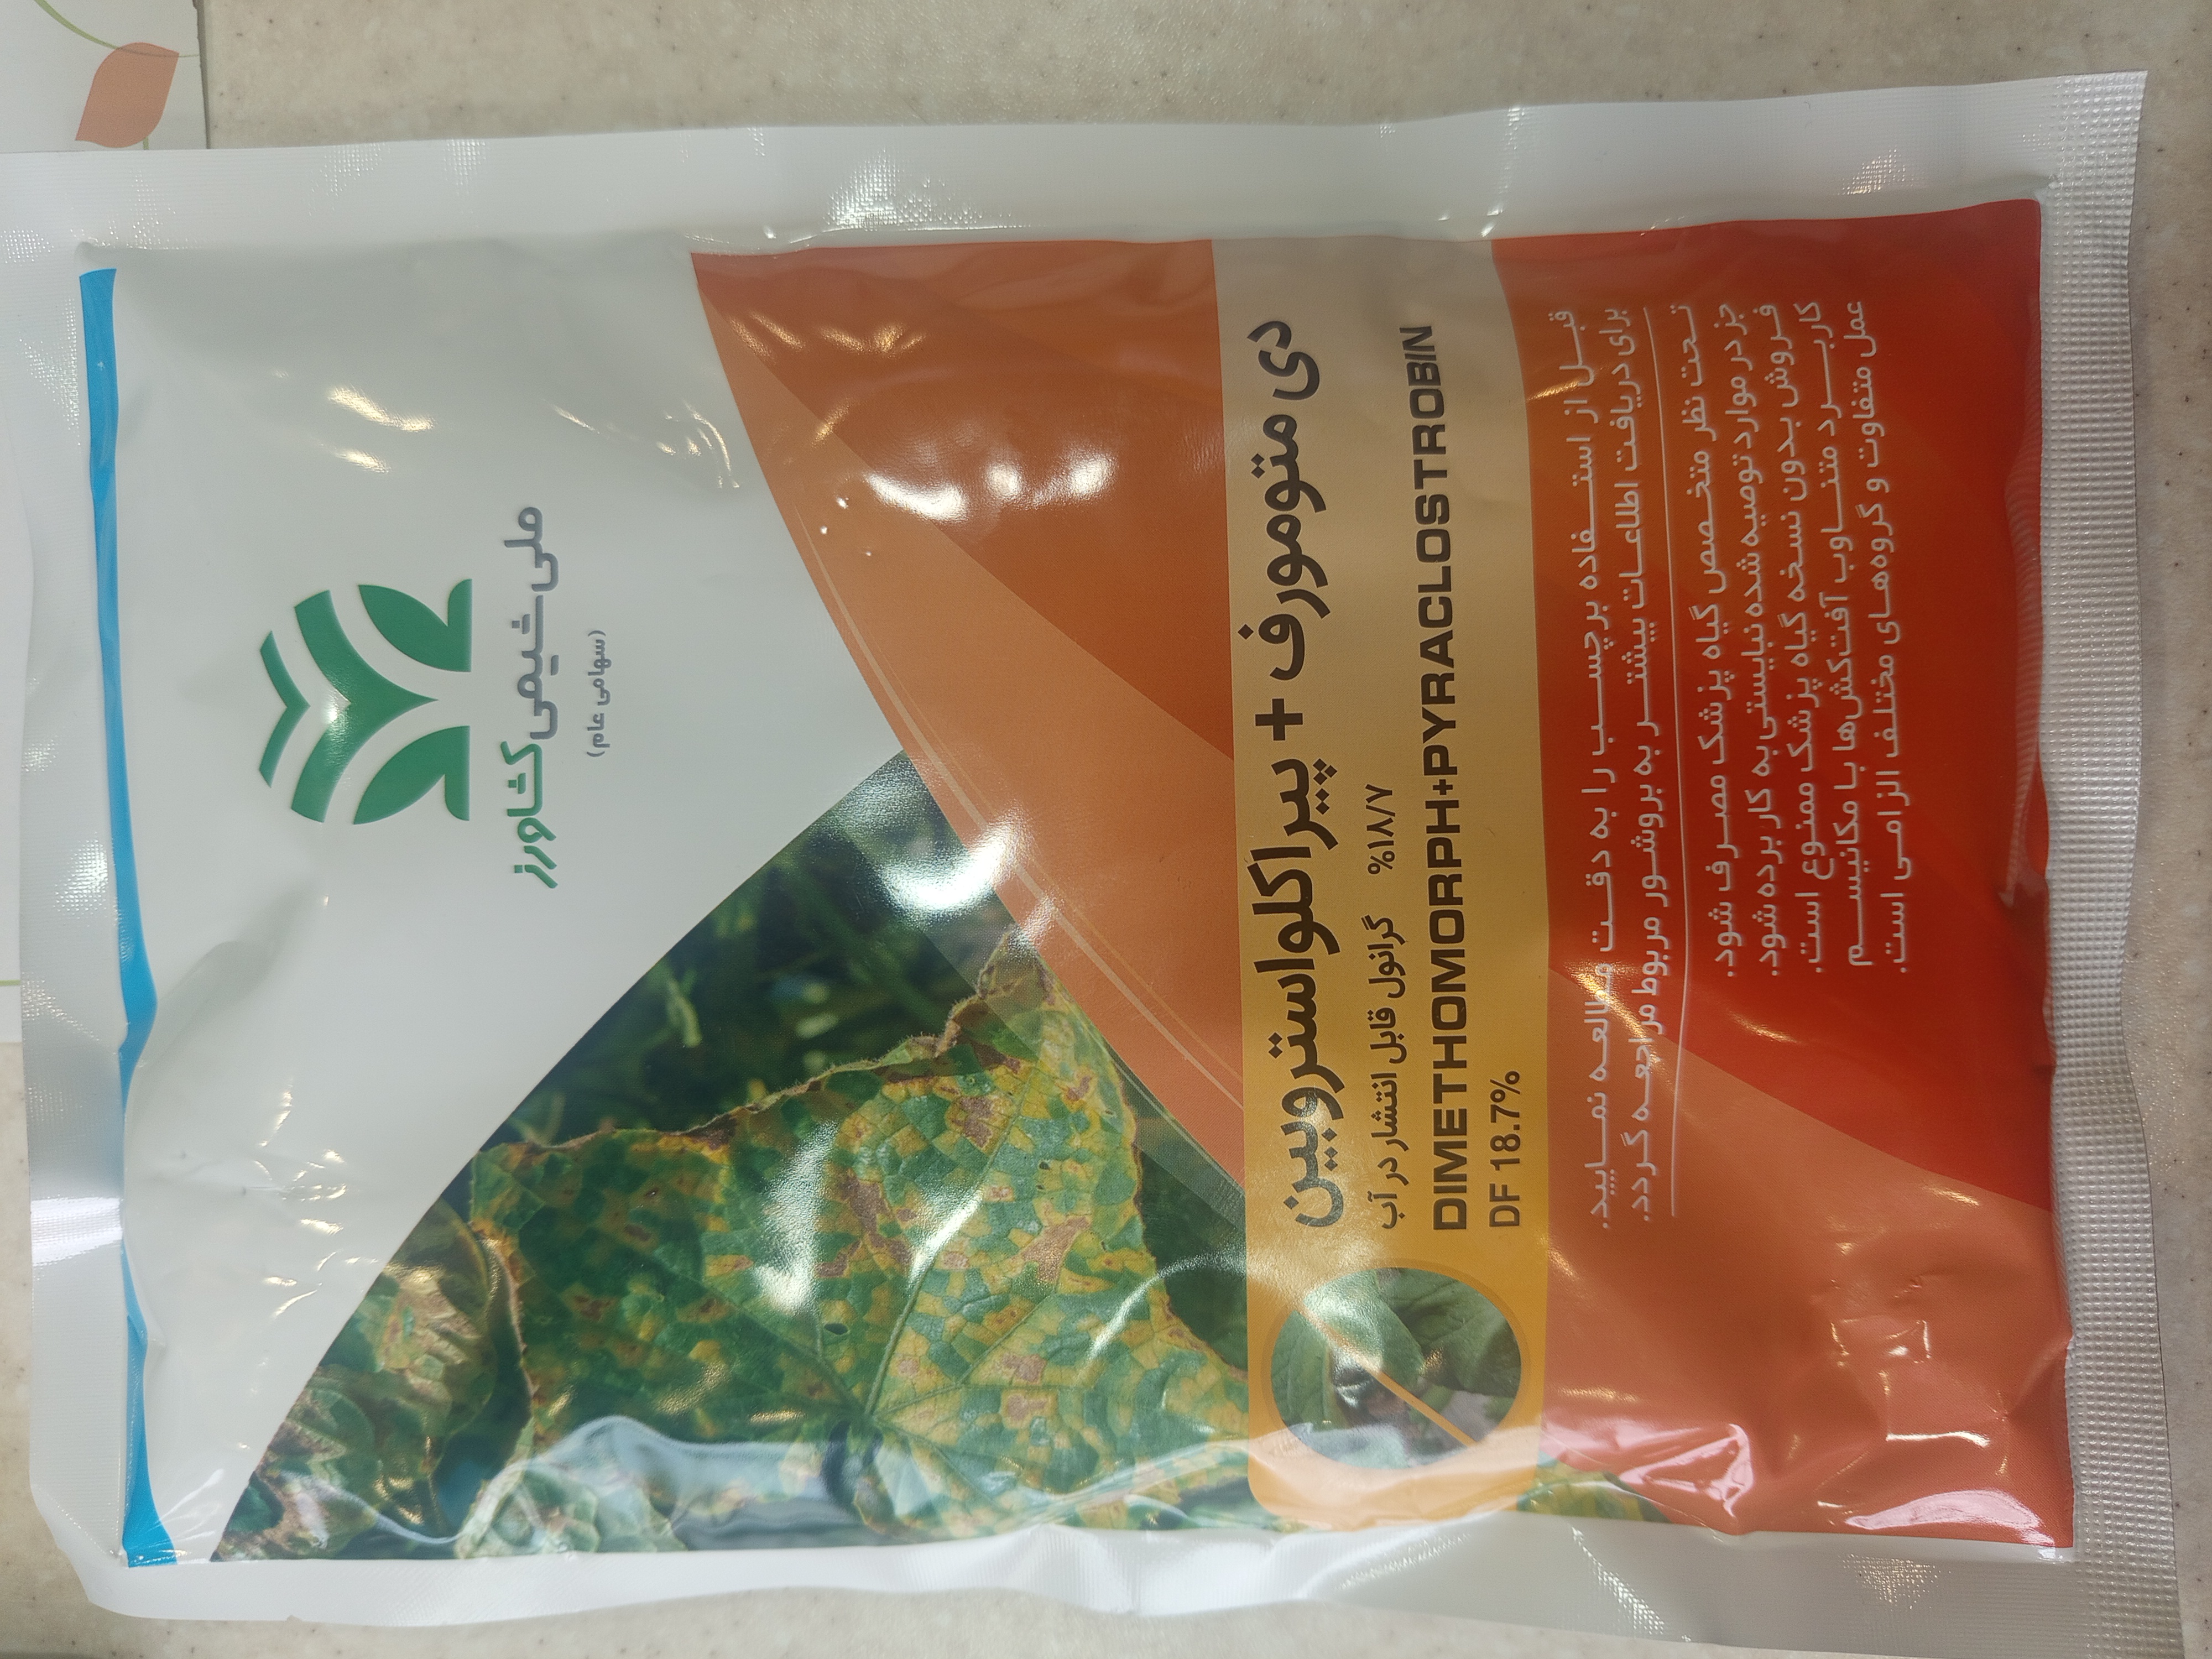 ملی شیمی کشاورز
(سهامی عام)
دی متومورف + پیراکلواستروبین
گرانول قابل انتشار در آب %۱۸/۷
DIMETHOMORPH+PYRACLOSTROBIN
DF 18.7%
قبل از استفاده برچسب را به دقت مطالعه نمایید.
برای دریافت اطلاعات بیشتر به بروشور مربوط مراجعه گردد.
تحت نظر متخصص گیاه پزشک مصرف شود.
جز در موارد توصیه شده نبایستی به کار برده شود.
فروش بدون نسخه گیاه پزشک ممنوع است.
کاربرد متناوب آفت‌کش‌ها با مکانیسم
عمل متفاوت و گروه‌های مختلف الزامی است.